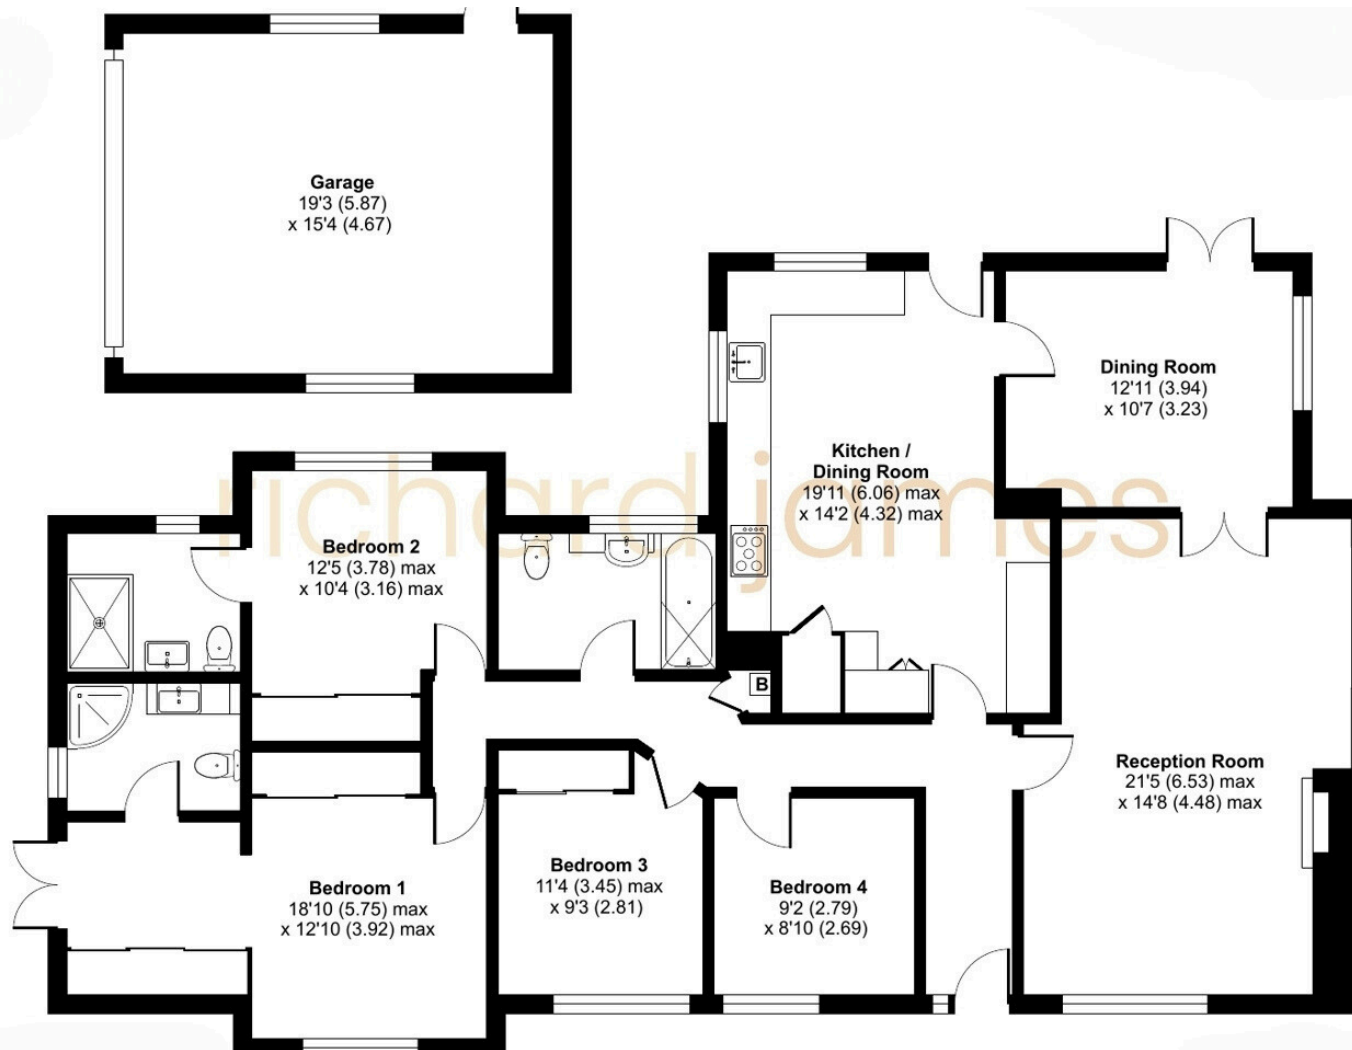 Garage
19'3 (5.87)
x 15'4 (4.67)
Dining Room
12'11 (3.94)
x 10'7 (3.23)
Kitchen /
Dining Room
19'11 (6.06) max
x 14'2 (4.32) max
richard james
Bedroom 2
12'5 (3.78) max
x 10'4 (3.16) max
B
Reception Room
21'5 (6.53) max
x 14'8 (4.48) max
Bedroom 1
18'10 (5.75) max
x 12'10 (3.92) max
Bedroom 3
11'4 (3.45) max
x 9'3 (2.81)
Bedroom 4
9'2 (2.79)
x 8'10 (2.69)